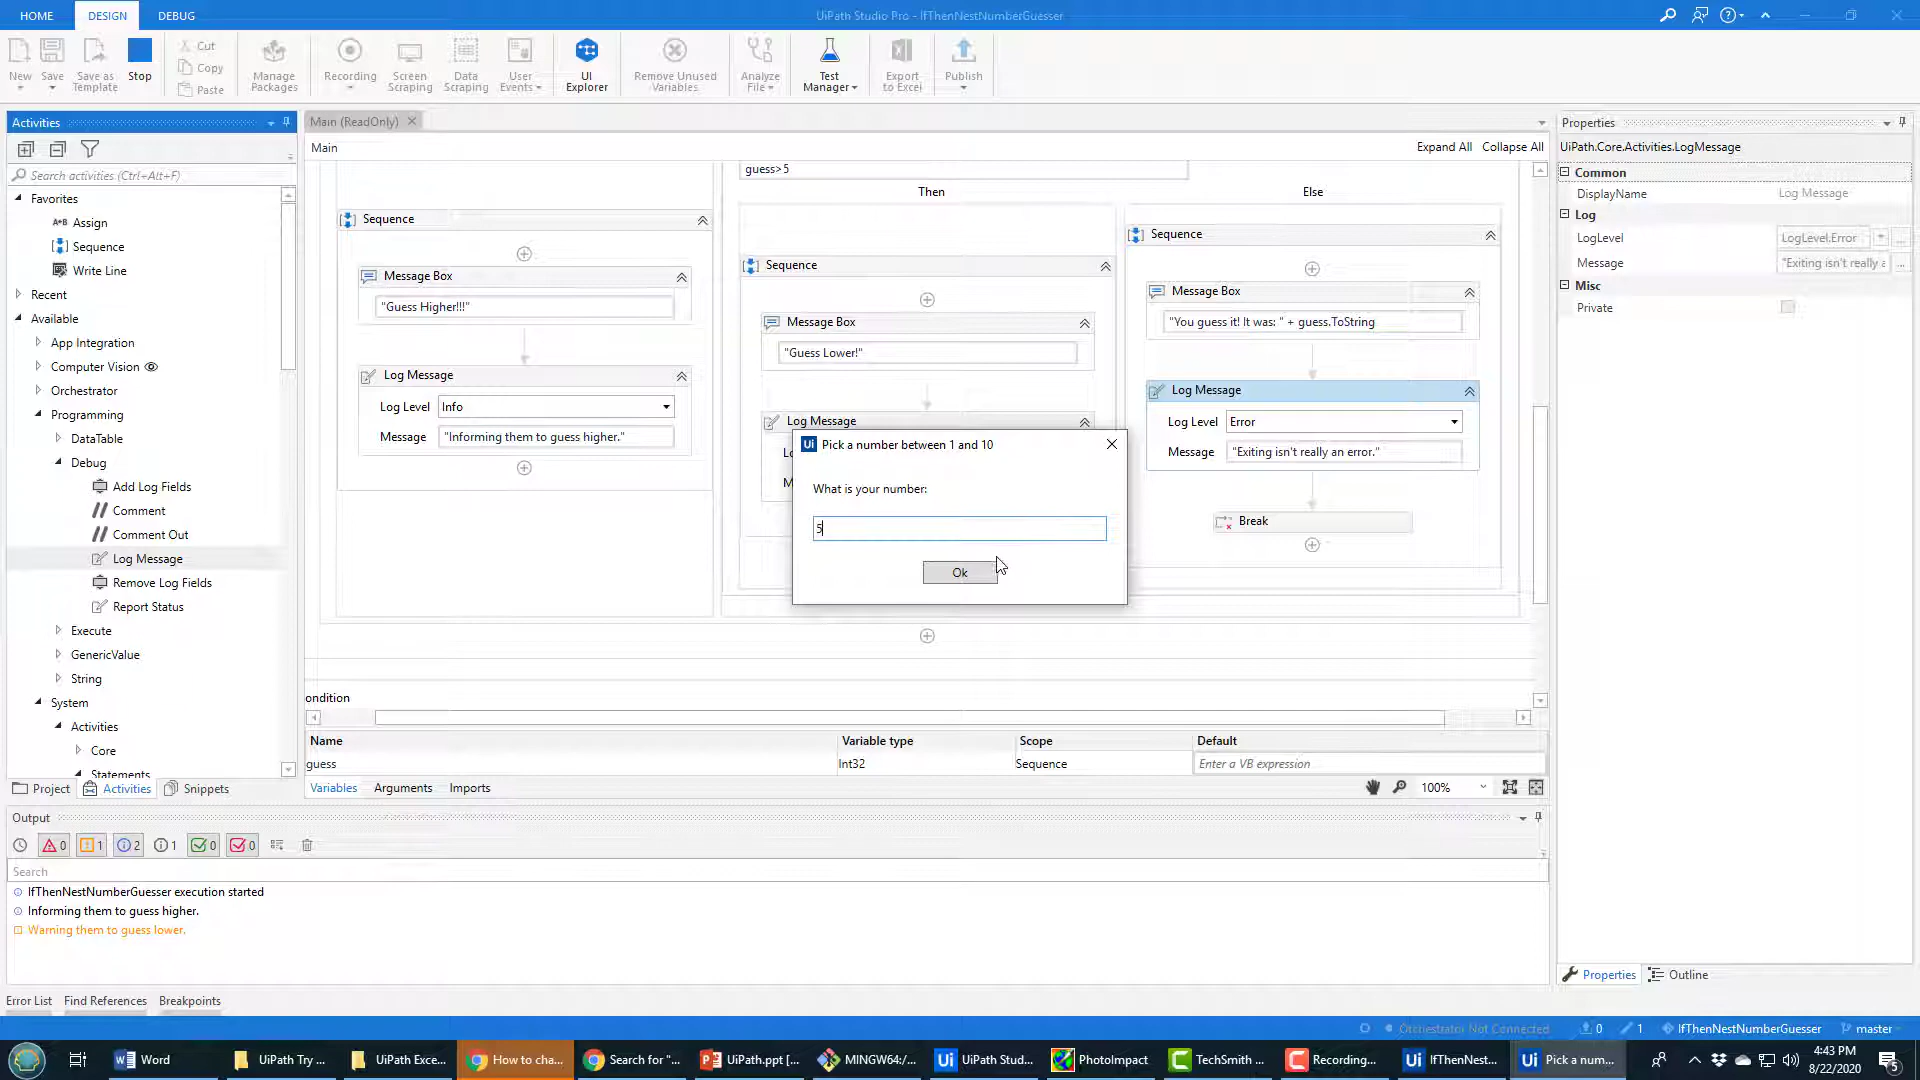 HOME DESIGN DEBUG
UiPath Studio Pro - IfThenNestNumberGuesser
New Save Save as Template Stop
Cut
Copy
Paste
Manage Packages
Recording
Screen Scraping
Data Scraping
User Events
UI Explorer
Remove Unused Variables
Analyze File
Test Manager
Export to Excel
Publish
Activities
Search activities (Ctrl+Alt+F)
Favorites
Assign
Sequence
Write Line
Recent
Available
App Integration
Computer Vision
Orchestrator
Programming
DataTable
Debug
Add Log Fields
Comment
Comment Out
Log Message
Remove Log Fields
Report Status
Execute
GenericValue
String
System
Activities
Core
Statements
Project Activities Snippets
Main (ReadOnly)
Main
Expand All Collapse All
guess>5
Then
Else
Sequence
Message Box
"Guess Higher!!!"
Log Message
Log Level Info
Message "Informing them to guess higher."
Sequence
Message Box
"Guess Lower!"
Log Message
Sequence
Message Box
"You guess it! It was: " + guess.ToString
Log Message
Log Level Error
Message "Exiting isn't really an error."
Break
Ui Pick a number between 1 and 10
What is your number:
5
Ok
ondition
Name Variable type Scope Default
guess Int32 Sequence Enter a VB expression
Variables Arguments Imports
100%
Properties
UiPath.Core.Activities.LogMessage
Common
DisplayName Log Message
Log
LogLevel LogLevel.Error ...
Message "Exiting isn't really a ...
Misc
Private
Properties Outline
Output
0 1 2 1 0 0
Search
IfThenNestNumberGuesser execution started
Informing them to guess higher.
Warning them to guess lower.
Error List Find References Breakpoints
Orchestrator Not Connected 0 1 IfThenNestNumberGuesser master
Word
UiPath Try ...
UiPath Exce...
How to cha...
Search for "...
UiPath.ppt [...
MINGW64:/...
UiPath Stud...
PhotoImpact
TechSmith ...
Recording...
IfThenNest...
Pick a num...
4:43 PM
8/22/2020
5